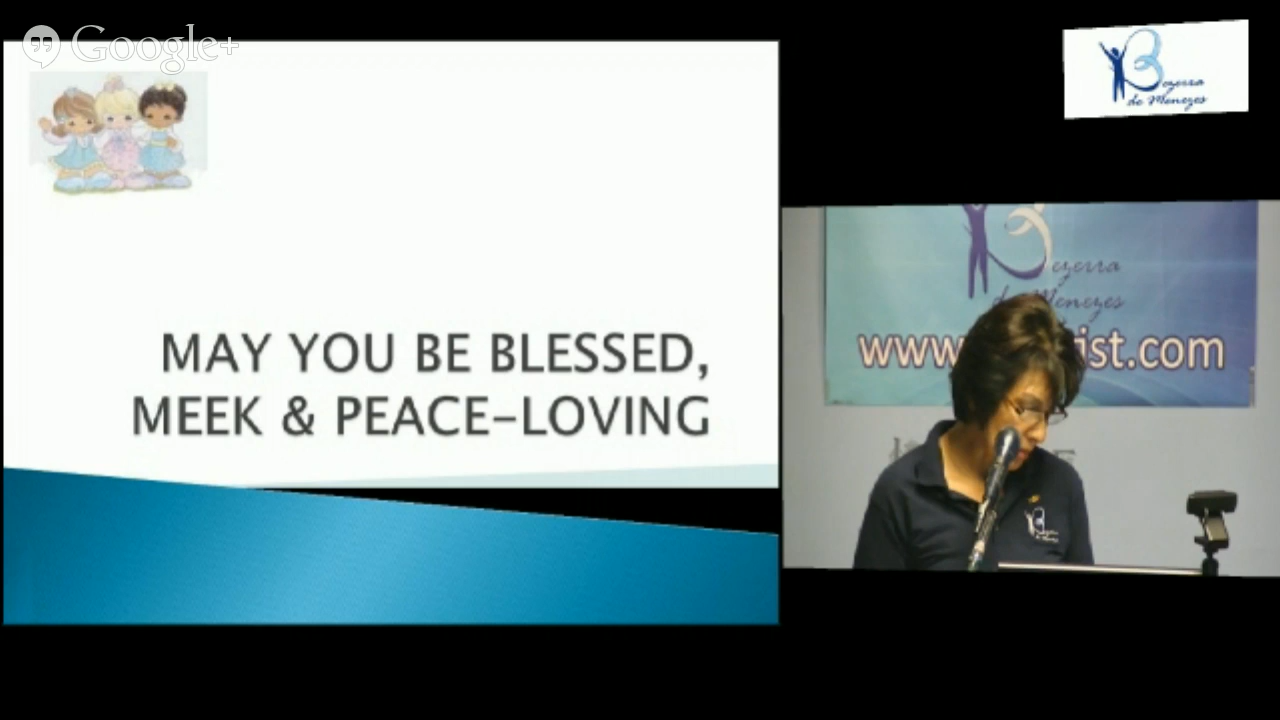 Google+
Bezerra
de Menezes
MAY YOU BE BLESSED,
MEEK & PEACE-LOVING
Bezerra
de Menezes
www. ist.com